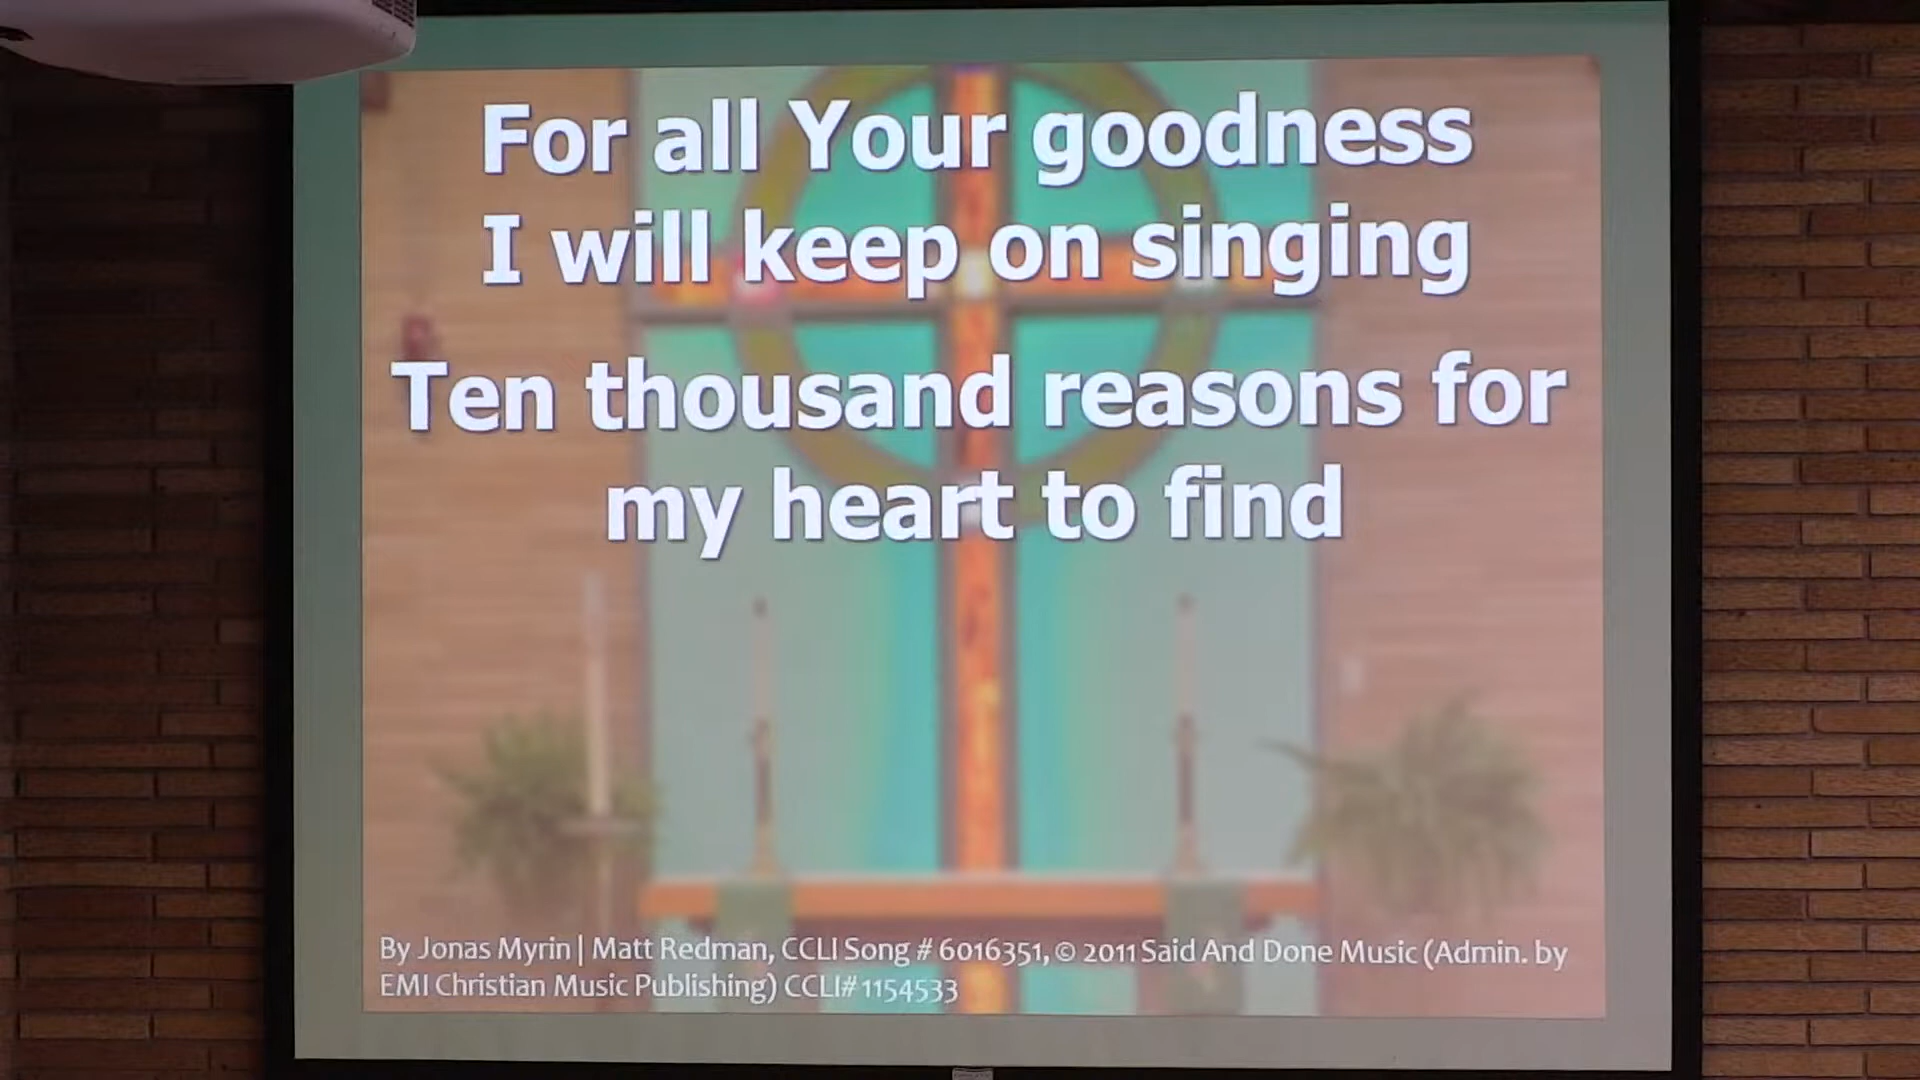 For all Your goodness
I will keep on singing
Ten thousand reasons for
my heart to find
By Jonas Myrin | Matt Redman, CCLI Song # 6016351, © 2011 Said And Done Music (Admin. by
EMI Christian Music Publishing) CCLI# 1154533